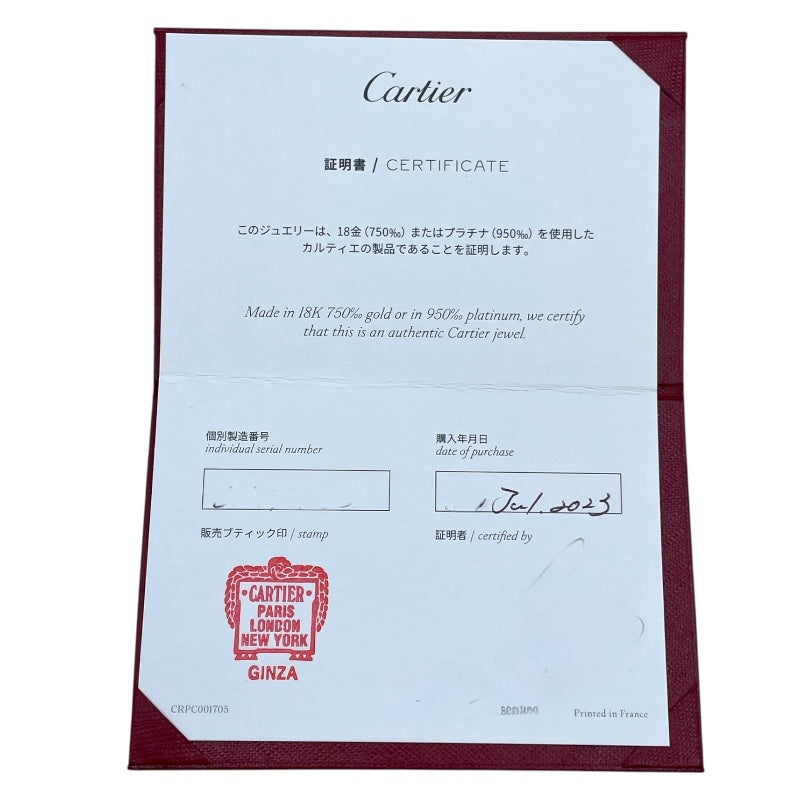 Cartier
証明書 / CERTIFICATE
このジュエリーは、18金（750‰）またはプラチナ（950‰）を使用した
カルティエの製品であることを証明します。
Made in 18K 750‰ gold or in 950‰ platinum, we certify
that this is an authentic Cartier jewel.
個別製造番号
individual serial number
購入年月日
date of purchase
Jul. 2023
販売ブティック印 / stamp
証明者 / certified by
CARTIER
PARIS
LONDON
NEW YORK
GINZA
CRPC001705
Printed in France